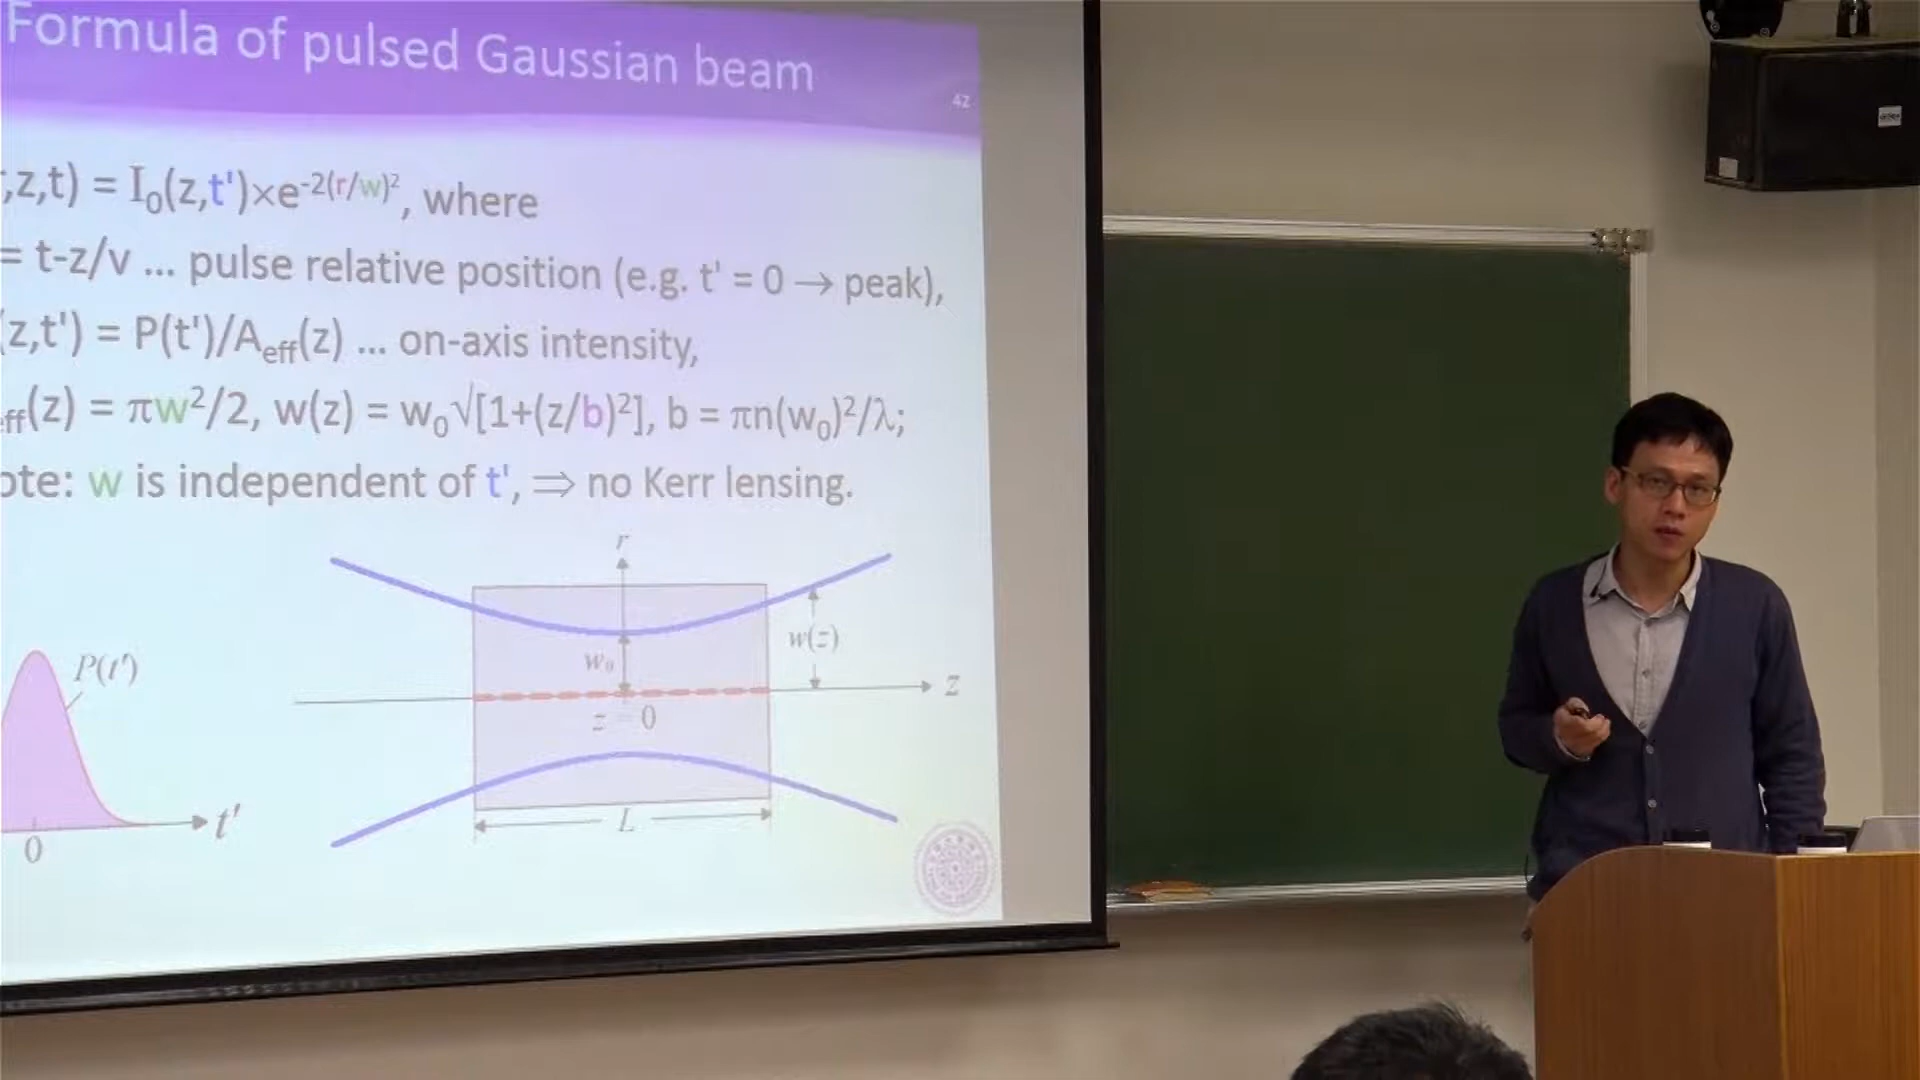 Formula of pulsed Gaussian beam
42
,z,t) = I₀(z,t')×e^-2(r/w)², where
= t-z/v ... pulse relative position (e.g. t' = 0 → peak),
(z,t') = P(t')/A_eff(z) ... on-axis intensity,
eff(z) = πw²/2, w(z) = w₀√[1+(z/b)²], b = πn(w₀)²/λ;
ote: w is independent of t', ⇒ no Kerr lensing.
r
P(t')
w₀
w(z)
z
z = 0
t'
L
0